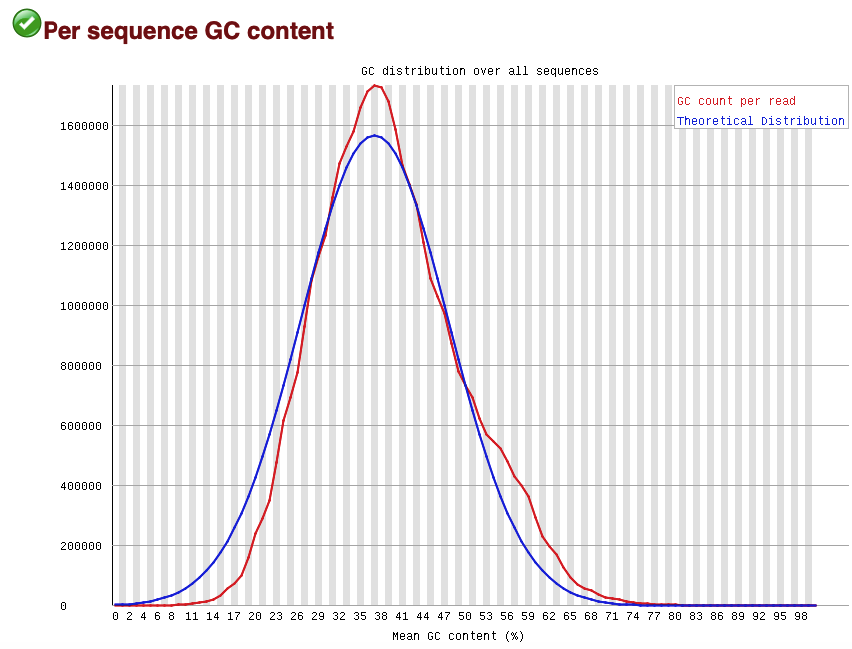 Per sequence GC content
GC distribution over all sequences
GC count per read
Theoretical Distribution
1600000
1400000
1200000
1000000
800000
600000
400000
200000
0
0 2 4 6 8 11 14 17 20 23 26 29 32 35 38 41 44 47 50 53 56 59 62 65 68 71 74 77 80 83 86 89 92 95 98
Mean GC content (%)